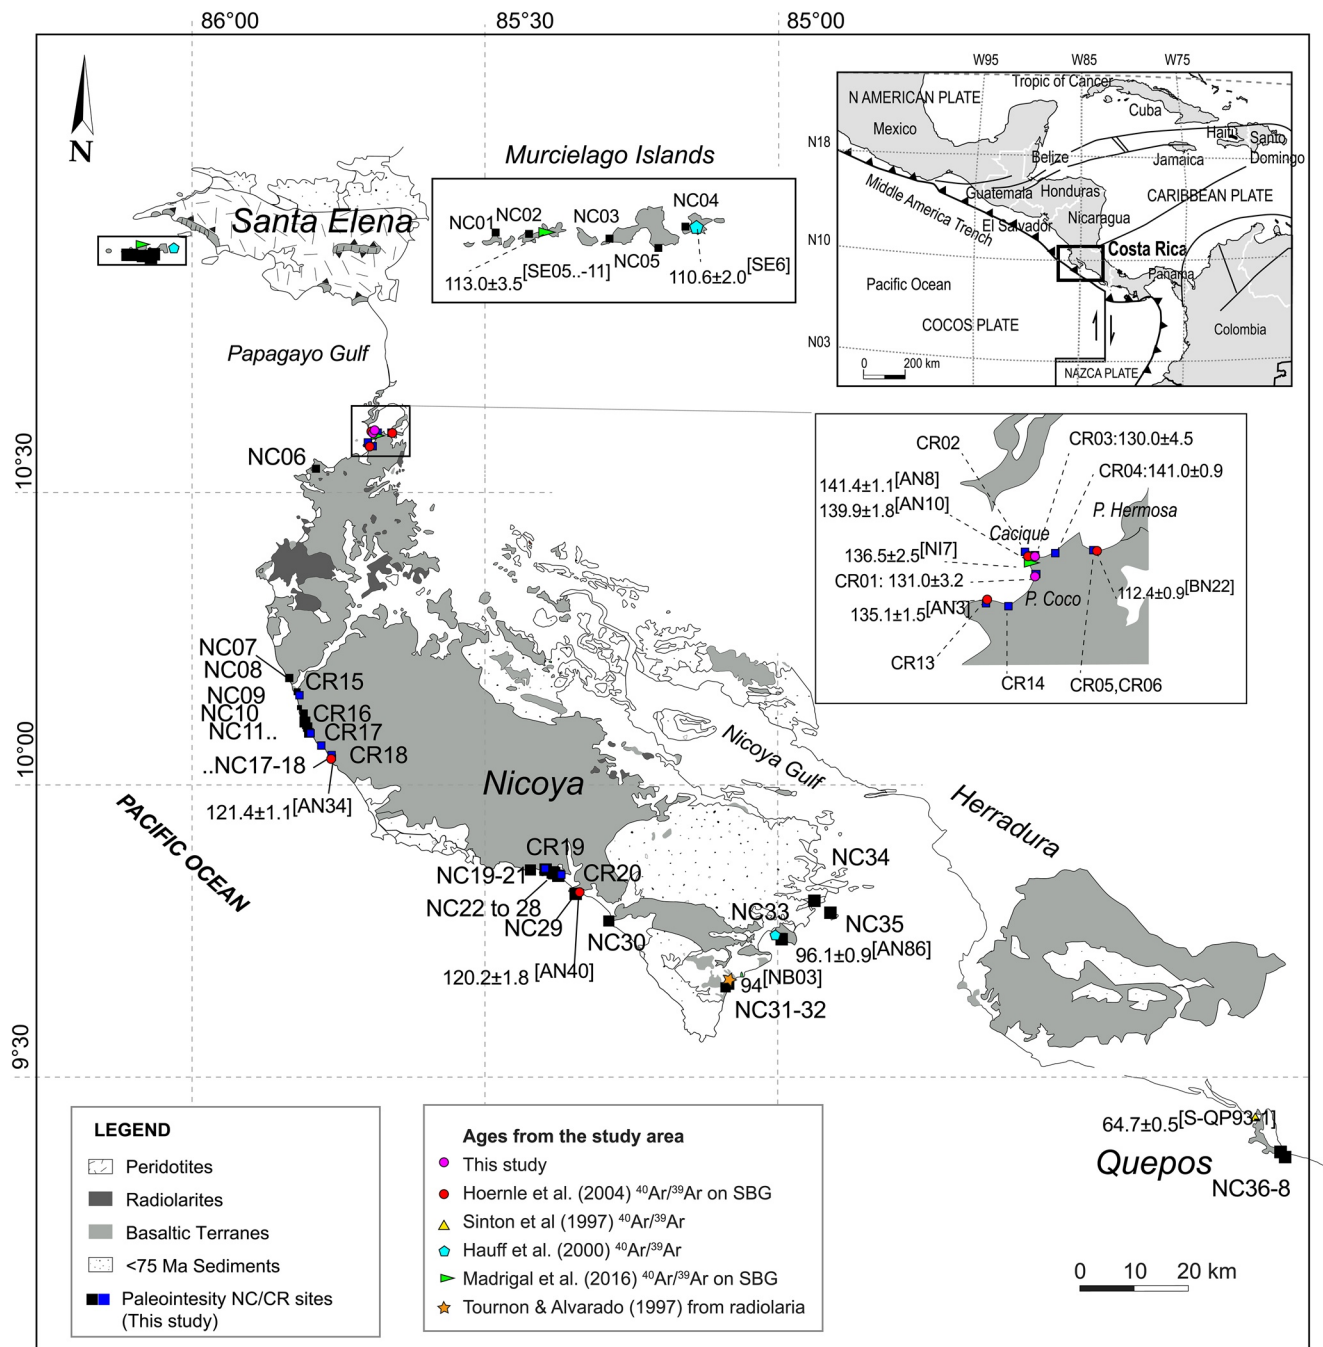 86°00'
85°30'
85°00'
N
Murcielago Islands
Santa Elena
NC01
NC02
NC03
NC04
NC05
113.0±3.5[SE05..-11]
110.6±2.0[SE6]
W95
W85
W75
Tropic of Cancer
N AMERICAN PLATE
Cuba
Mexico
Haiti
Santo
Domingo
N18
Belize
Jamaica
Guatemala
Honduras
CARIBBEAN PLATE
Middle America Trench
El Salvador
Nicaragua
N10
Costa Rica
Panama
Pacific Ocean
COCOS PLATE
Colombia
N03
0
200 km
NAZCA PLATE
Papagayo Gulf
10°30
NC06
CR02
CR03:130.0±4.5
CR04:141.0±0.9
141.4±1.1[AN8]
139.9±1.8[AN10]
P. Hermosa
Cacique
136.5±2.5[NI7]
CR01: 131.0±3.2
P. Coco
112.4±0.9[BN22]
135.1±1.5[AN3]
CR13
CR14
CR05,CR06
NC07
NC08
NC09
CR15
NC10
CR16
NC11..
CR17
CR18
..NC17-18
121.4±1.1[AN34]
10°00
Nicoya
Nicoya Gulf
PACIFIC OCEAN
Herradura
CR19
NC19-21
CR20
NC22 to 28
NC29
NC30
120.2±1.8 [AN40]
NC34
NC33
NC35
96.1±0.9[AN86]
94[NB03]
NC31-32
9°30
64.7±0.5[S-QP93-1]
Quepos
NC36-8
LEGEND
Peridotites
Radiolarites
Basaltic Terranes
<75 Ma Sediments
Paleointesity NC/CR sites
(This study)
Ages from the study area
This study
Hoernle et al. (2004) ⁴⁰Ar/³⁹Ar on SBG
Sinton et al (1997) ⁴⁰Ar/³⁹Ar
Hauff et al. (2000) ⁴⁰Ar/³⁹Ar
Madrigal et al. (2016) ⁴⁰Ar/³⁹Ar on SBG
Tournon & Alvarado (1997) from radiolaria
0 10 20 km